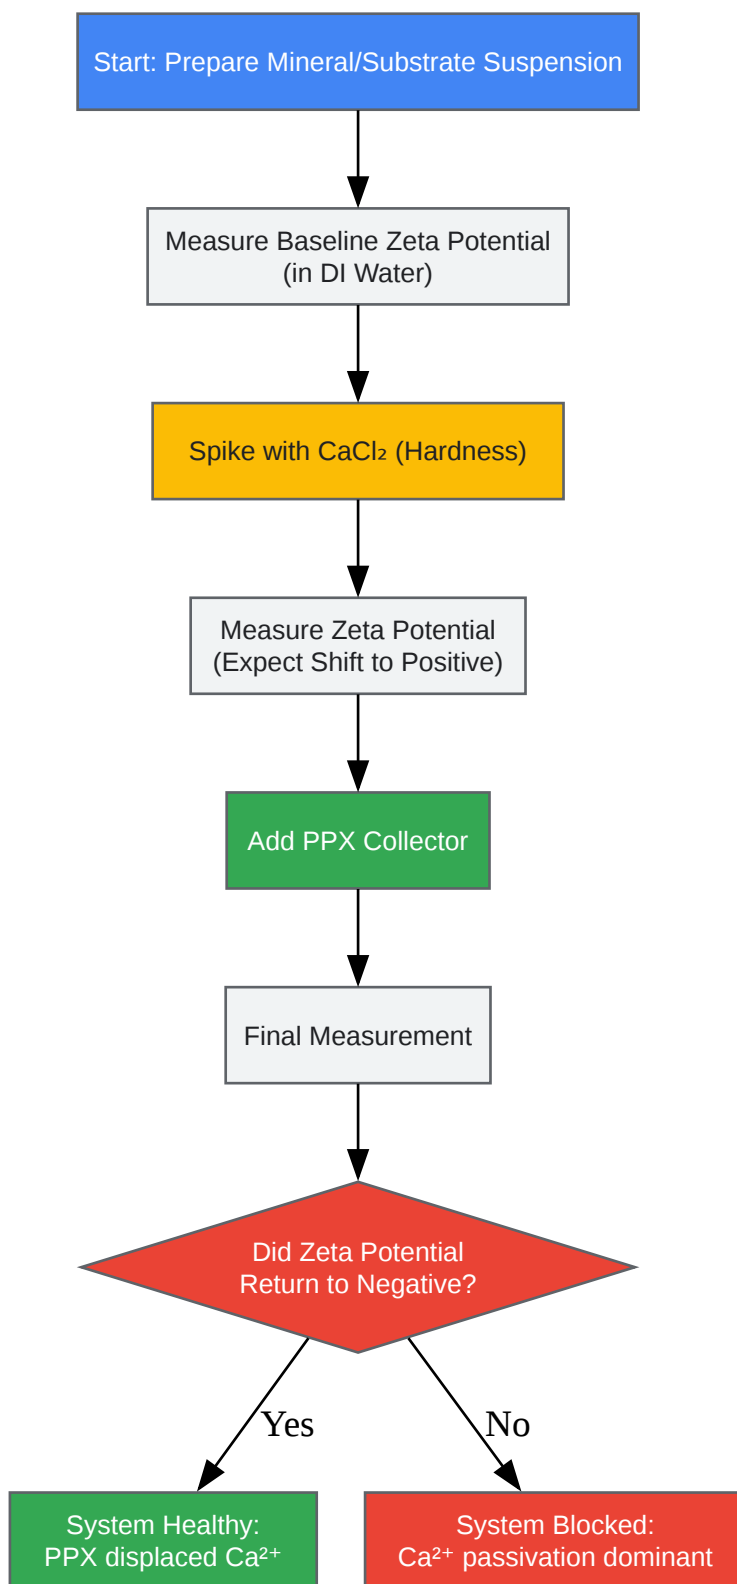 Start: Prepare Mineral/Substrate Suspension
Measure Baseline Zeta Potential
(in DI Water)
Spike with CaCl₂ (Hardness)
Measure Zeta Potential
(Expect Shift to Positive)
Add PPX Collector
Final Measurement
Did Zeta Potential
Return to Negative?
Yes
No
System Healthy:
PPX displaced Ca²⁺
System Blocked:
Ca²⁺ passivation dominant